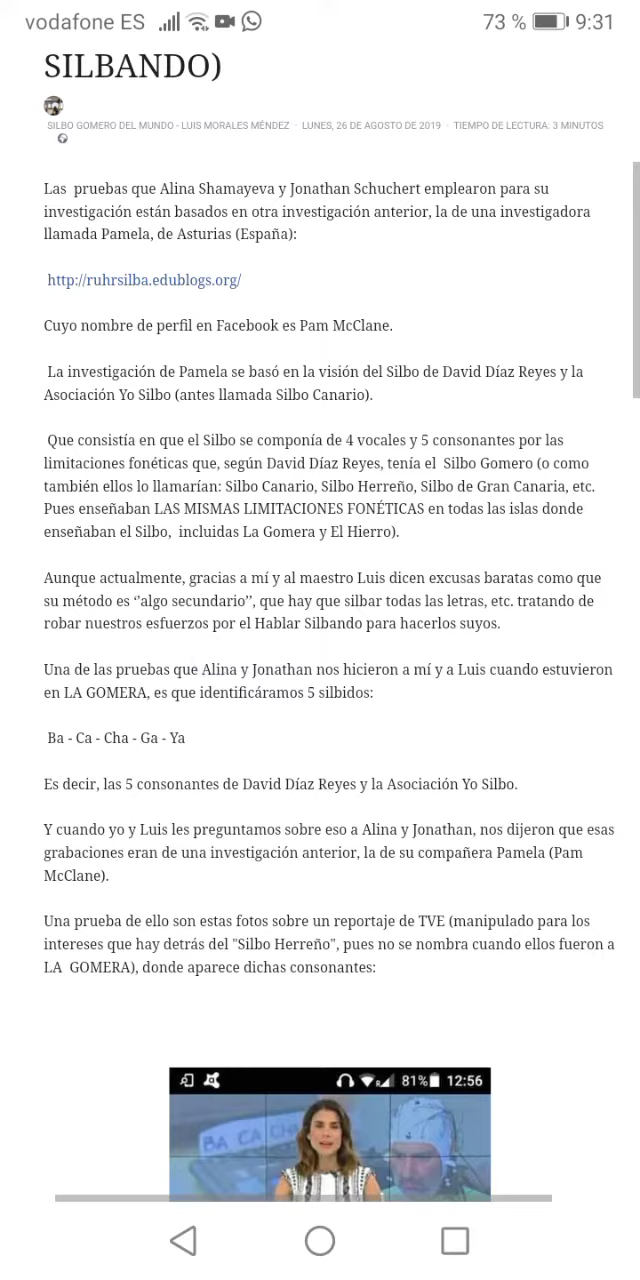 vodafone ES 73 % 9:31
SILBANDO)
SILBO GOMERO DEL MUNDO - LUIS MORALES MÉNDEZ · LUNES, 26 DE AGOSTO DE 2019 · TIEMPO DE LECTURA: 3 MINUTOS
Las pruebas que Alina Shamayeva y Jonathan Schuchert emplearon para su
investigación están basados en otra investigación anterior, la de una investigadora
llamada Pamela, de Asturias (España):
http://ruhrsilba.edublogs.org/
Cuyo nombre de perfil en Facebook es Pam McClane.
La investigación de Pamela se basó en la visión del Silbo de David Díaz Reyes y la
Asociación Yo Silbo (antes llamada Silbo Canario).
Que consistía en que el Silbo se componía de 4 vocales y 5 consonantes por las
limitaciones fonéticas que, según David Díaz Reyes, tenía el Silbo Gomero (o como
también ellos lo llamarían: Silbo Canario, Silbo Herreño, Silbo de Gran Canaria, etc.
Pues enseñaban LAS MISMAS LIMITACIONES FONÉTICAS en todas las islas donde
enseñaban el Silbo, incluidas La Gomera y El Hierro).
Aunque actualmente, gracias a mí y al maestro Luis dicen excusas baratas como que
su método es ‘’algo secundario’’, que hay que silbar todas las letras, etc. tratando de
robar nuestros esfuerzos por el Hablar Silbando para hacerlos suyos.
Una de las pruebas que Alina y Jonathan nos hicieron a mí y a Luis cuando estuvieron
en LA GOMERA, es que identificáramos 5 silbidos:
Ba - Ca - Cha - Ga - Ya
Es decir, las 5 consonantes de David Díaz Reyes y la Asociación Yo Silbo.
Y cuando yo y Luis les preguntamos sobre eso a Alina y Jonathan, nos dijeron que esas
grabaciones eran de una investigación anterior, la de su compañera Pamela (Pam
McClane).
Una prueba de ello son estas fotos sobre un reportaje de TVE (manipulado para los
intereses que hay detrás del "Silbo Herreño", pues no se nombra cuando ellos fueron a
LA GOMERA), donde aparece dichas consonantes:
R 81% 12:56
BA CA CH